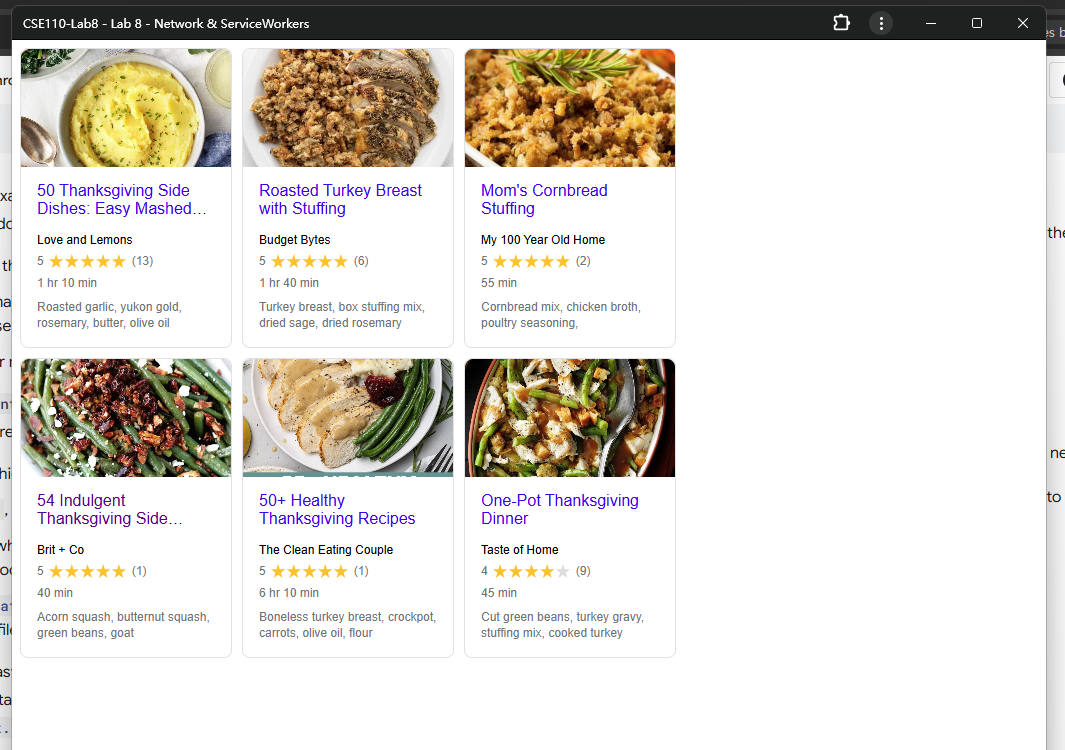 CSE110-Lab8 - Lab 8 - Network & ServiceWorkers
50 Thanksgiving Side
Dishes: Easy Mashed…
Love and Lemons
5 (13)
1 hr 10 min
Roasted garlic, yukon gold,
rosemary, butter, olive oil
Roasted Turkey Breast
with Stuffing
Budget Bytes
5 (6)
1 hr 40 min
Turkey breast, box stuffing mix,
dried sage, dried rosemary
Mom's Cornbread
Stuffing
My 100 Year Old Home
5 (2)
55 min
Cornbread mix, chicken broth,
poultry seasoning,
54 Indulgent
Thanksgiving Side…
Brit + Co
5 (1)
40 min
Acorn squash, butternut squash,
green beans, goat
50+ Healthy
Thanksgiving Recipes
The Clean Eating Couple
5 (1)
6 hr 10 min
Boneless turkey breast, crockpot,
carrots, olive oil, flour
One-Pot Thanksgiving
Dinner
Taste of Home
4 (9)
45 min
Cut green beans, turkey gravy,
stuffing mix, cooked turkey
to